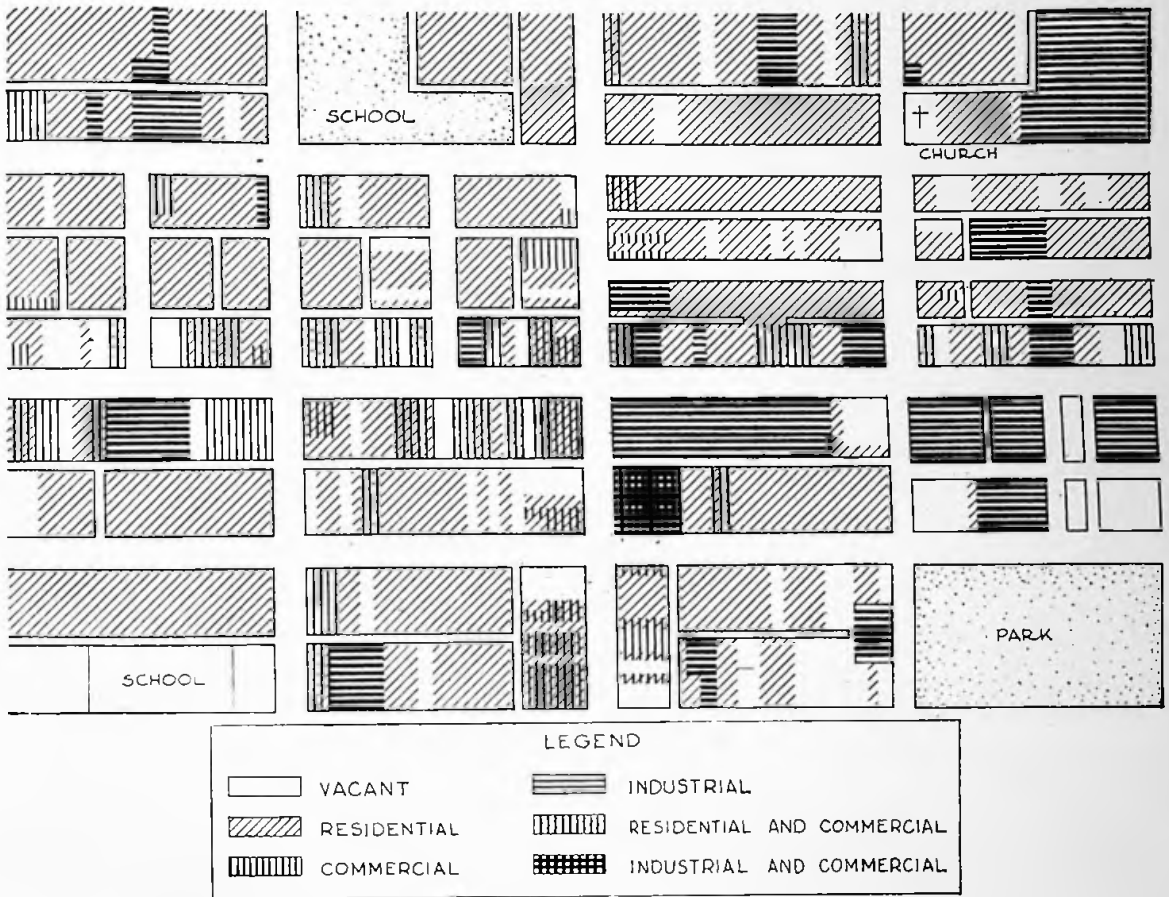 SCHOOL
CHURCH
SCHOOL
PARK
LEGEND
VACANT
INDUSTRIAL
RESIDENTIAL
RESIDENTIAL AND COMMERCIAL
COMMERCIAL
INDUSTRIAL AND COMMERCIAL